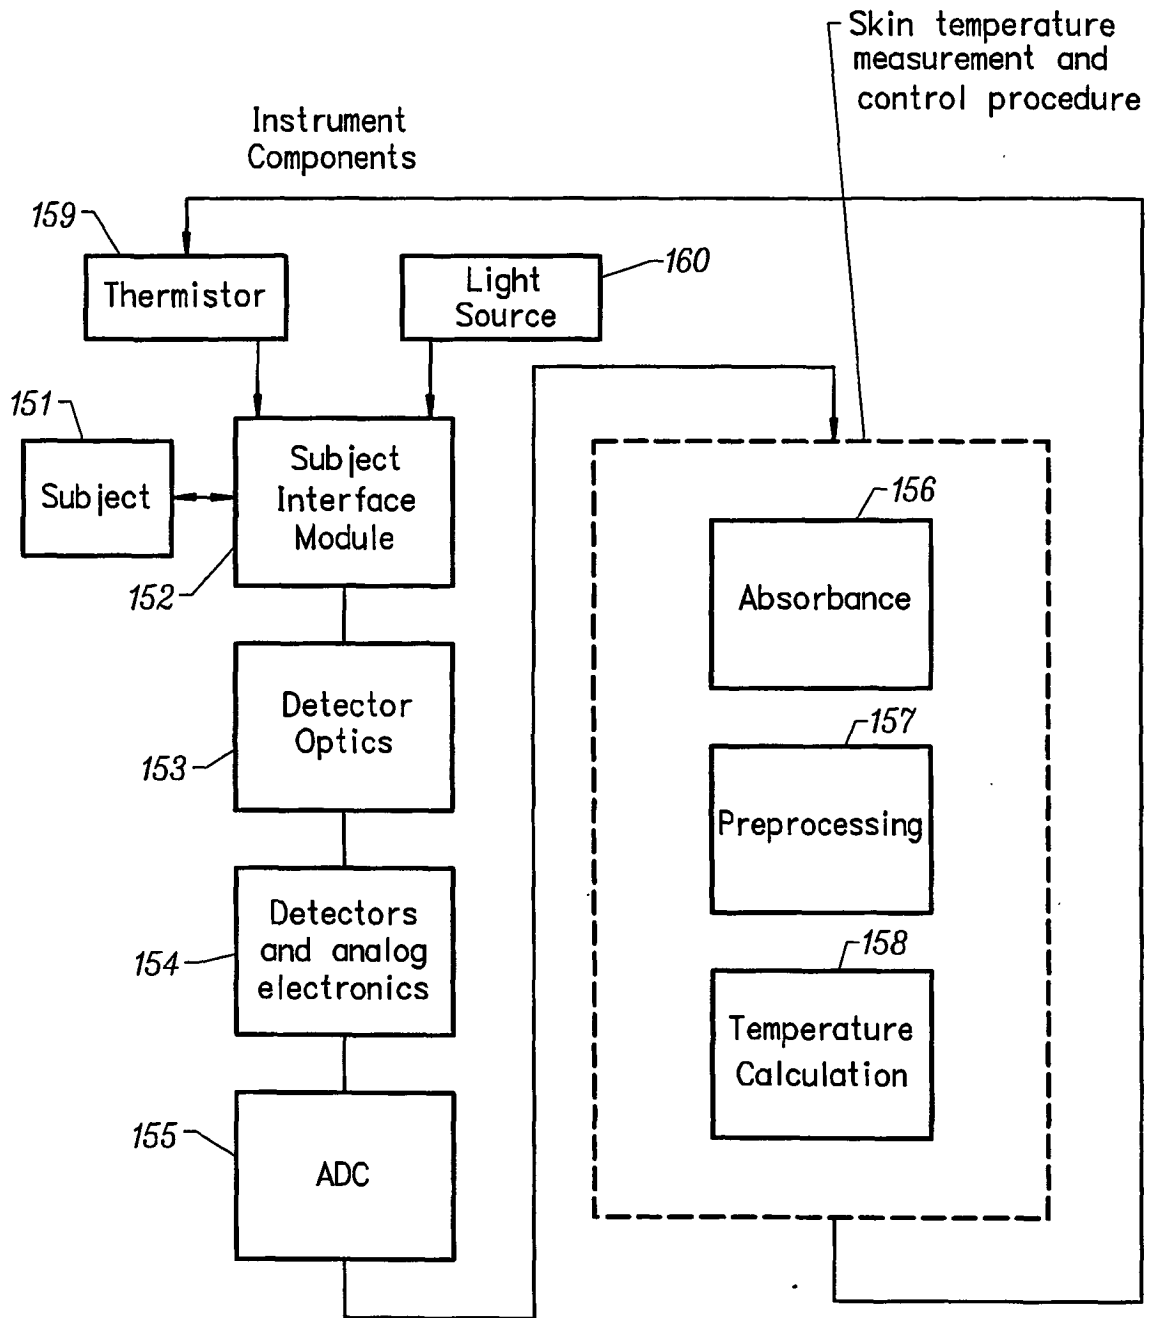 Skin temperature
measurement and
control procedure
Instrument
Components
159
Thermistor
Light
Source
160
151
Subject
Subject
Interface
Module
152
156
Absorbance
Detector
Optics
153
157
Preprocessing
Detectors
and analog
electronics
154
158
Temperature
Calculation
155
ADC